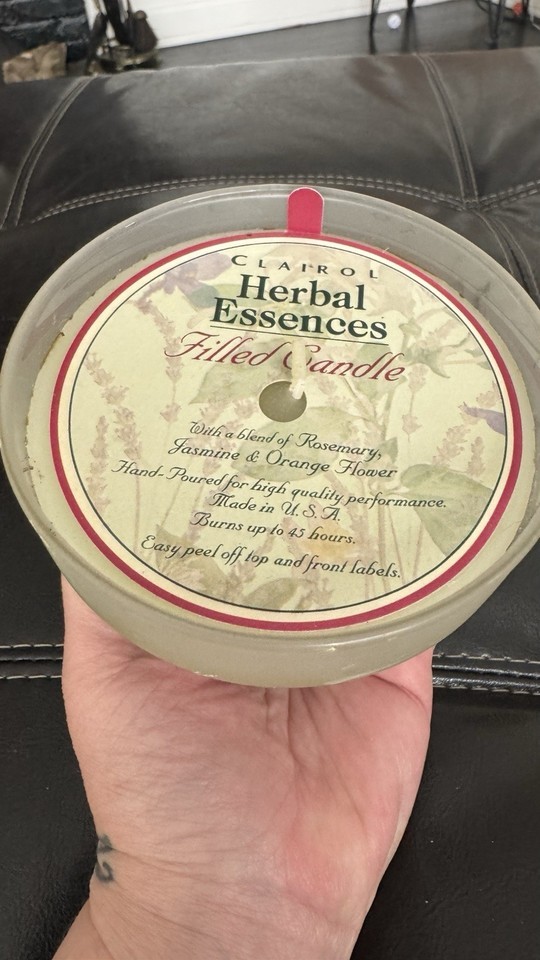 CLAIROL
Herbal
Essences
Filled Candle
With a blend of Rosemary,
Jasmine & Orange Flower
Hand-Poured for high quality performance.
Made in U.S.A.
Burns up to 45 hours.
Easy peel off top and front labels.